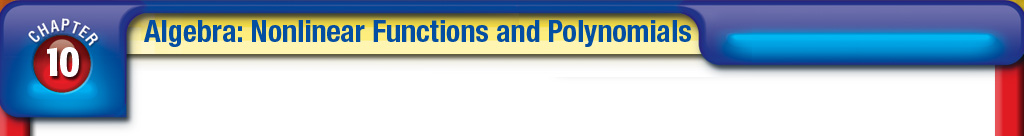 CHAPTER
10
Algebra: Nonlinear Functions and Polynomials